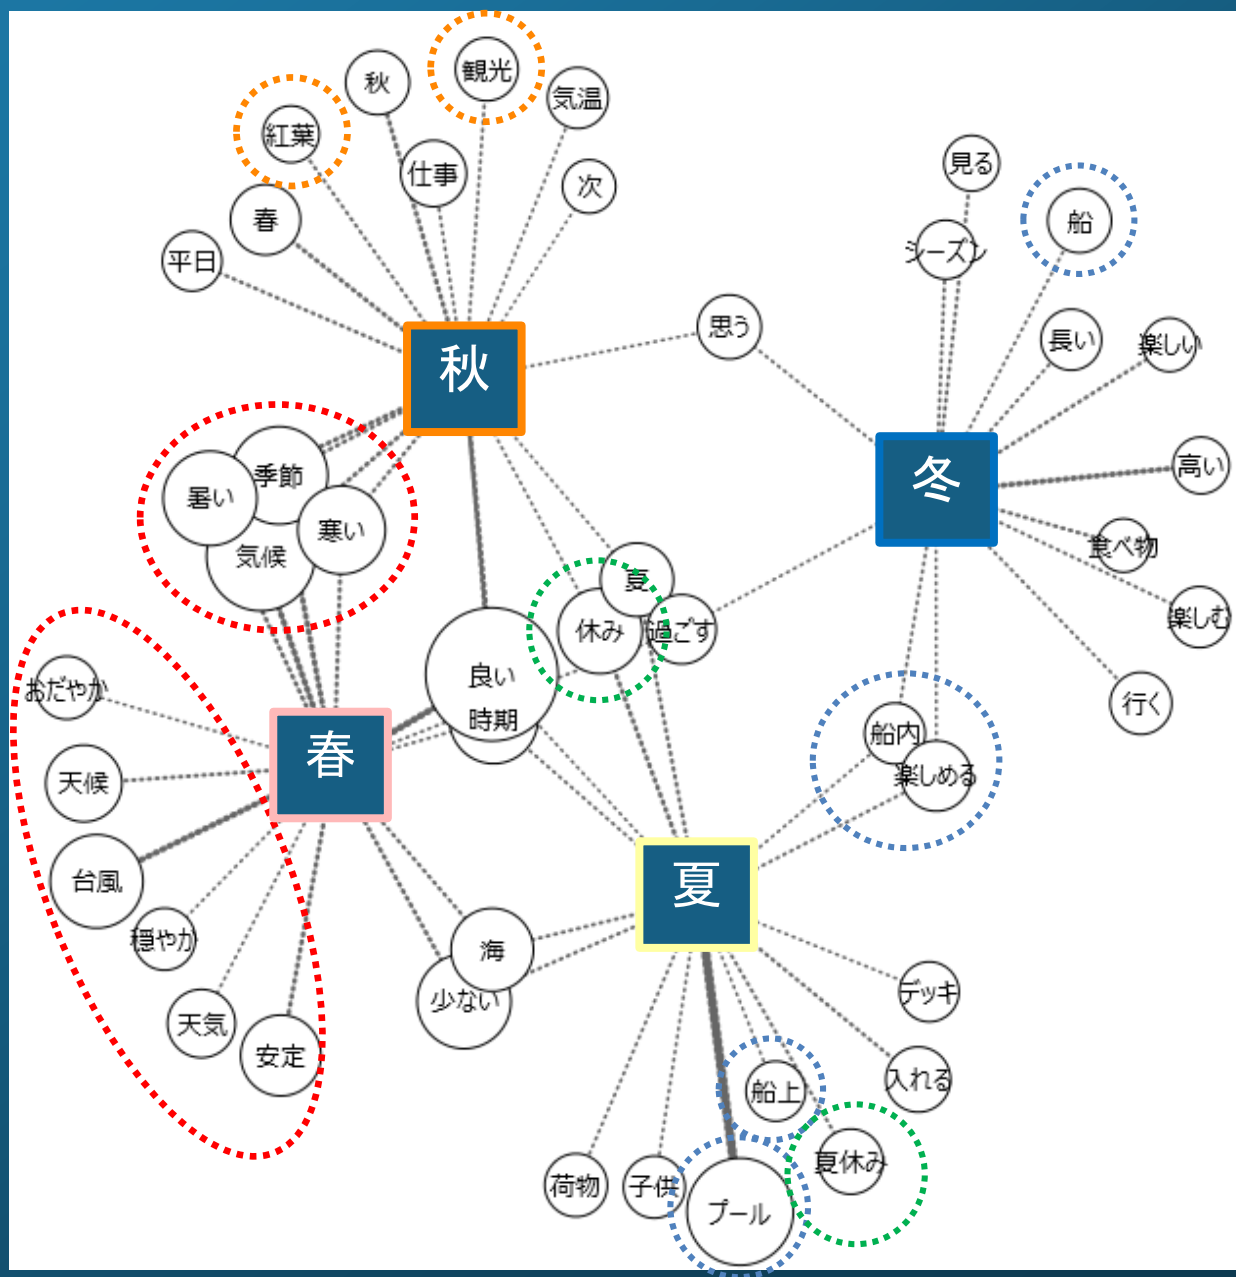 観光
秋
気温
紅葉
仕事
次
春
平日
見る
船
シーズン
思う
長い
楽しい
秋
高い
冬
季節
暑い
寒い
気候
食べ物
夏
休み
過ごす
楽しむ
良い
時期
おだやか
行く
船内
楽しめる
春
天候
台風
夏
穏やか
海
少ない
デッキ
天気
安定
入れる
船上
夏休み
荷物
子供
プール